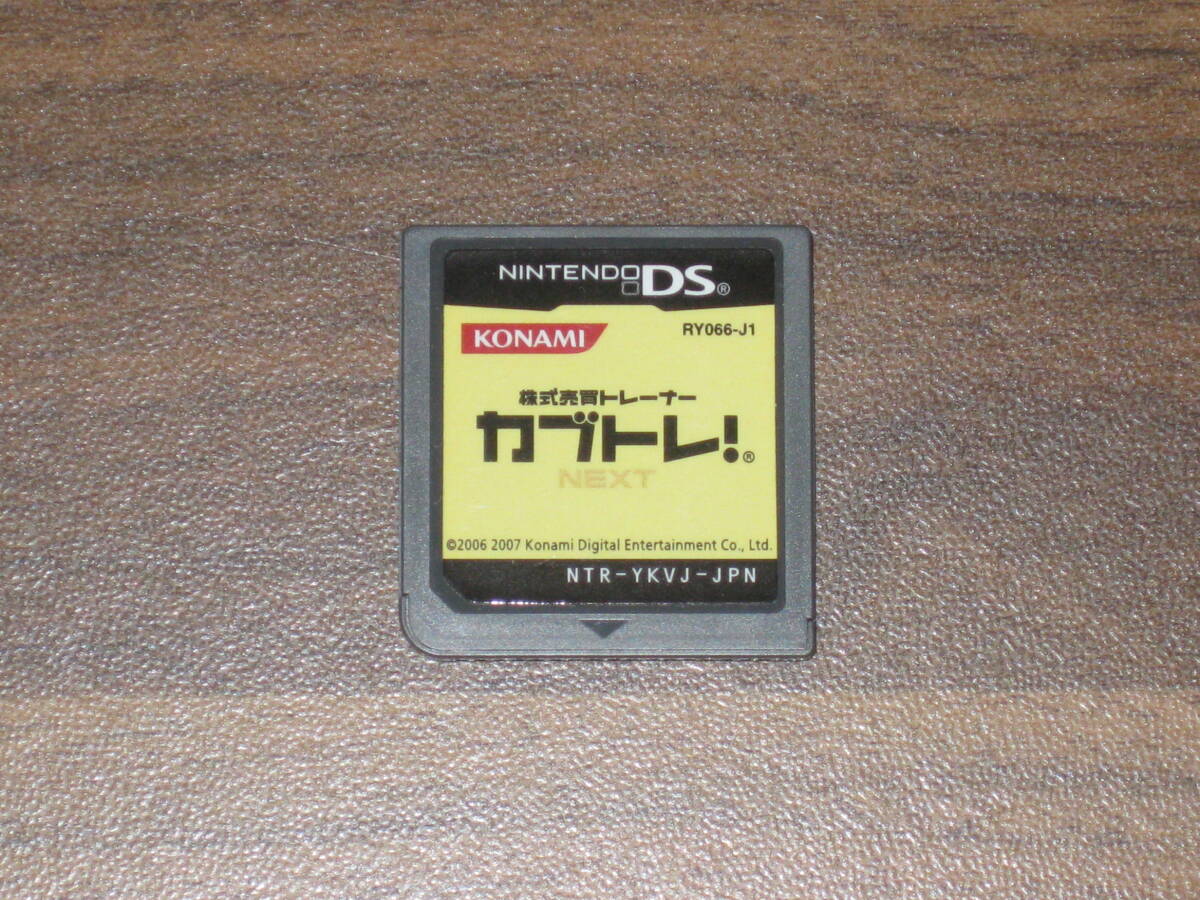 NINTENDO DS®
KONAMI
RY066-J1
株式売買トレーナー
カブトレ!®
NEXT
©2006 2007 Konami Digital Entertainment Co., Ltd.
NTR-YKVJ-JPN